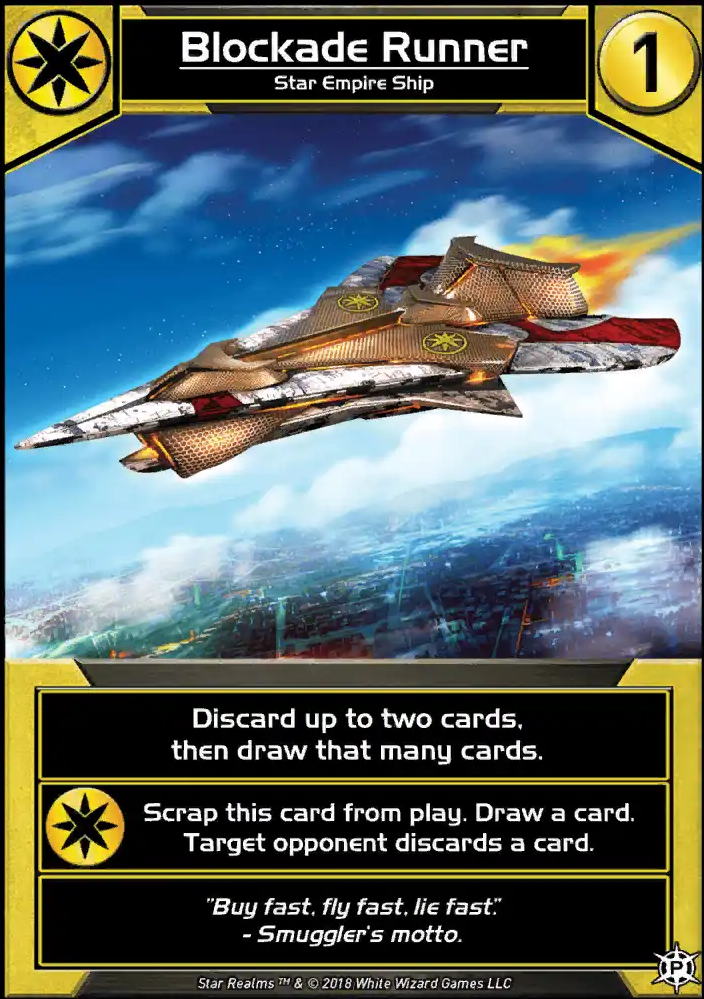 Blockade Runner
Star Empire Ship
1
Discard up to two cards,
then draw that many cards.
Scrap this card from play. Draw a card.
Target opponent discards a card.
"Buy fast, fly fast, lie fast."
- Smuggler's motto.
P
Star Realms ™ & © 2018 White Wizard Games LLC